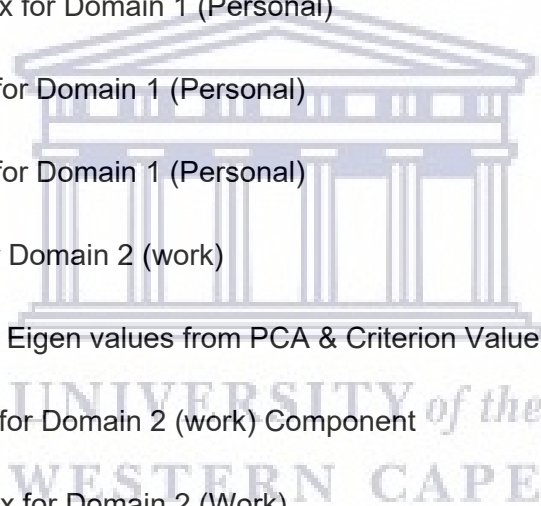 x for Domain 1 (Personal)
for Domain 1 (Personal)
for Domain 1 (Personal)
Domain 2 (work)
Eigen values from PCA & Criterion Value
UNIVERSITY of the
for Domain 2 (work) Component
WESTERN CAPE
x for Domain 2 (Work)